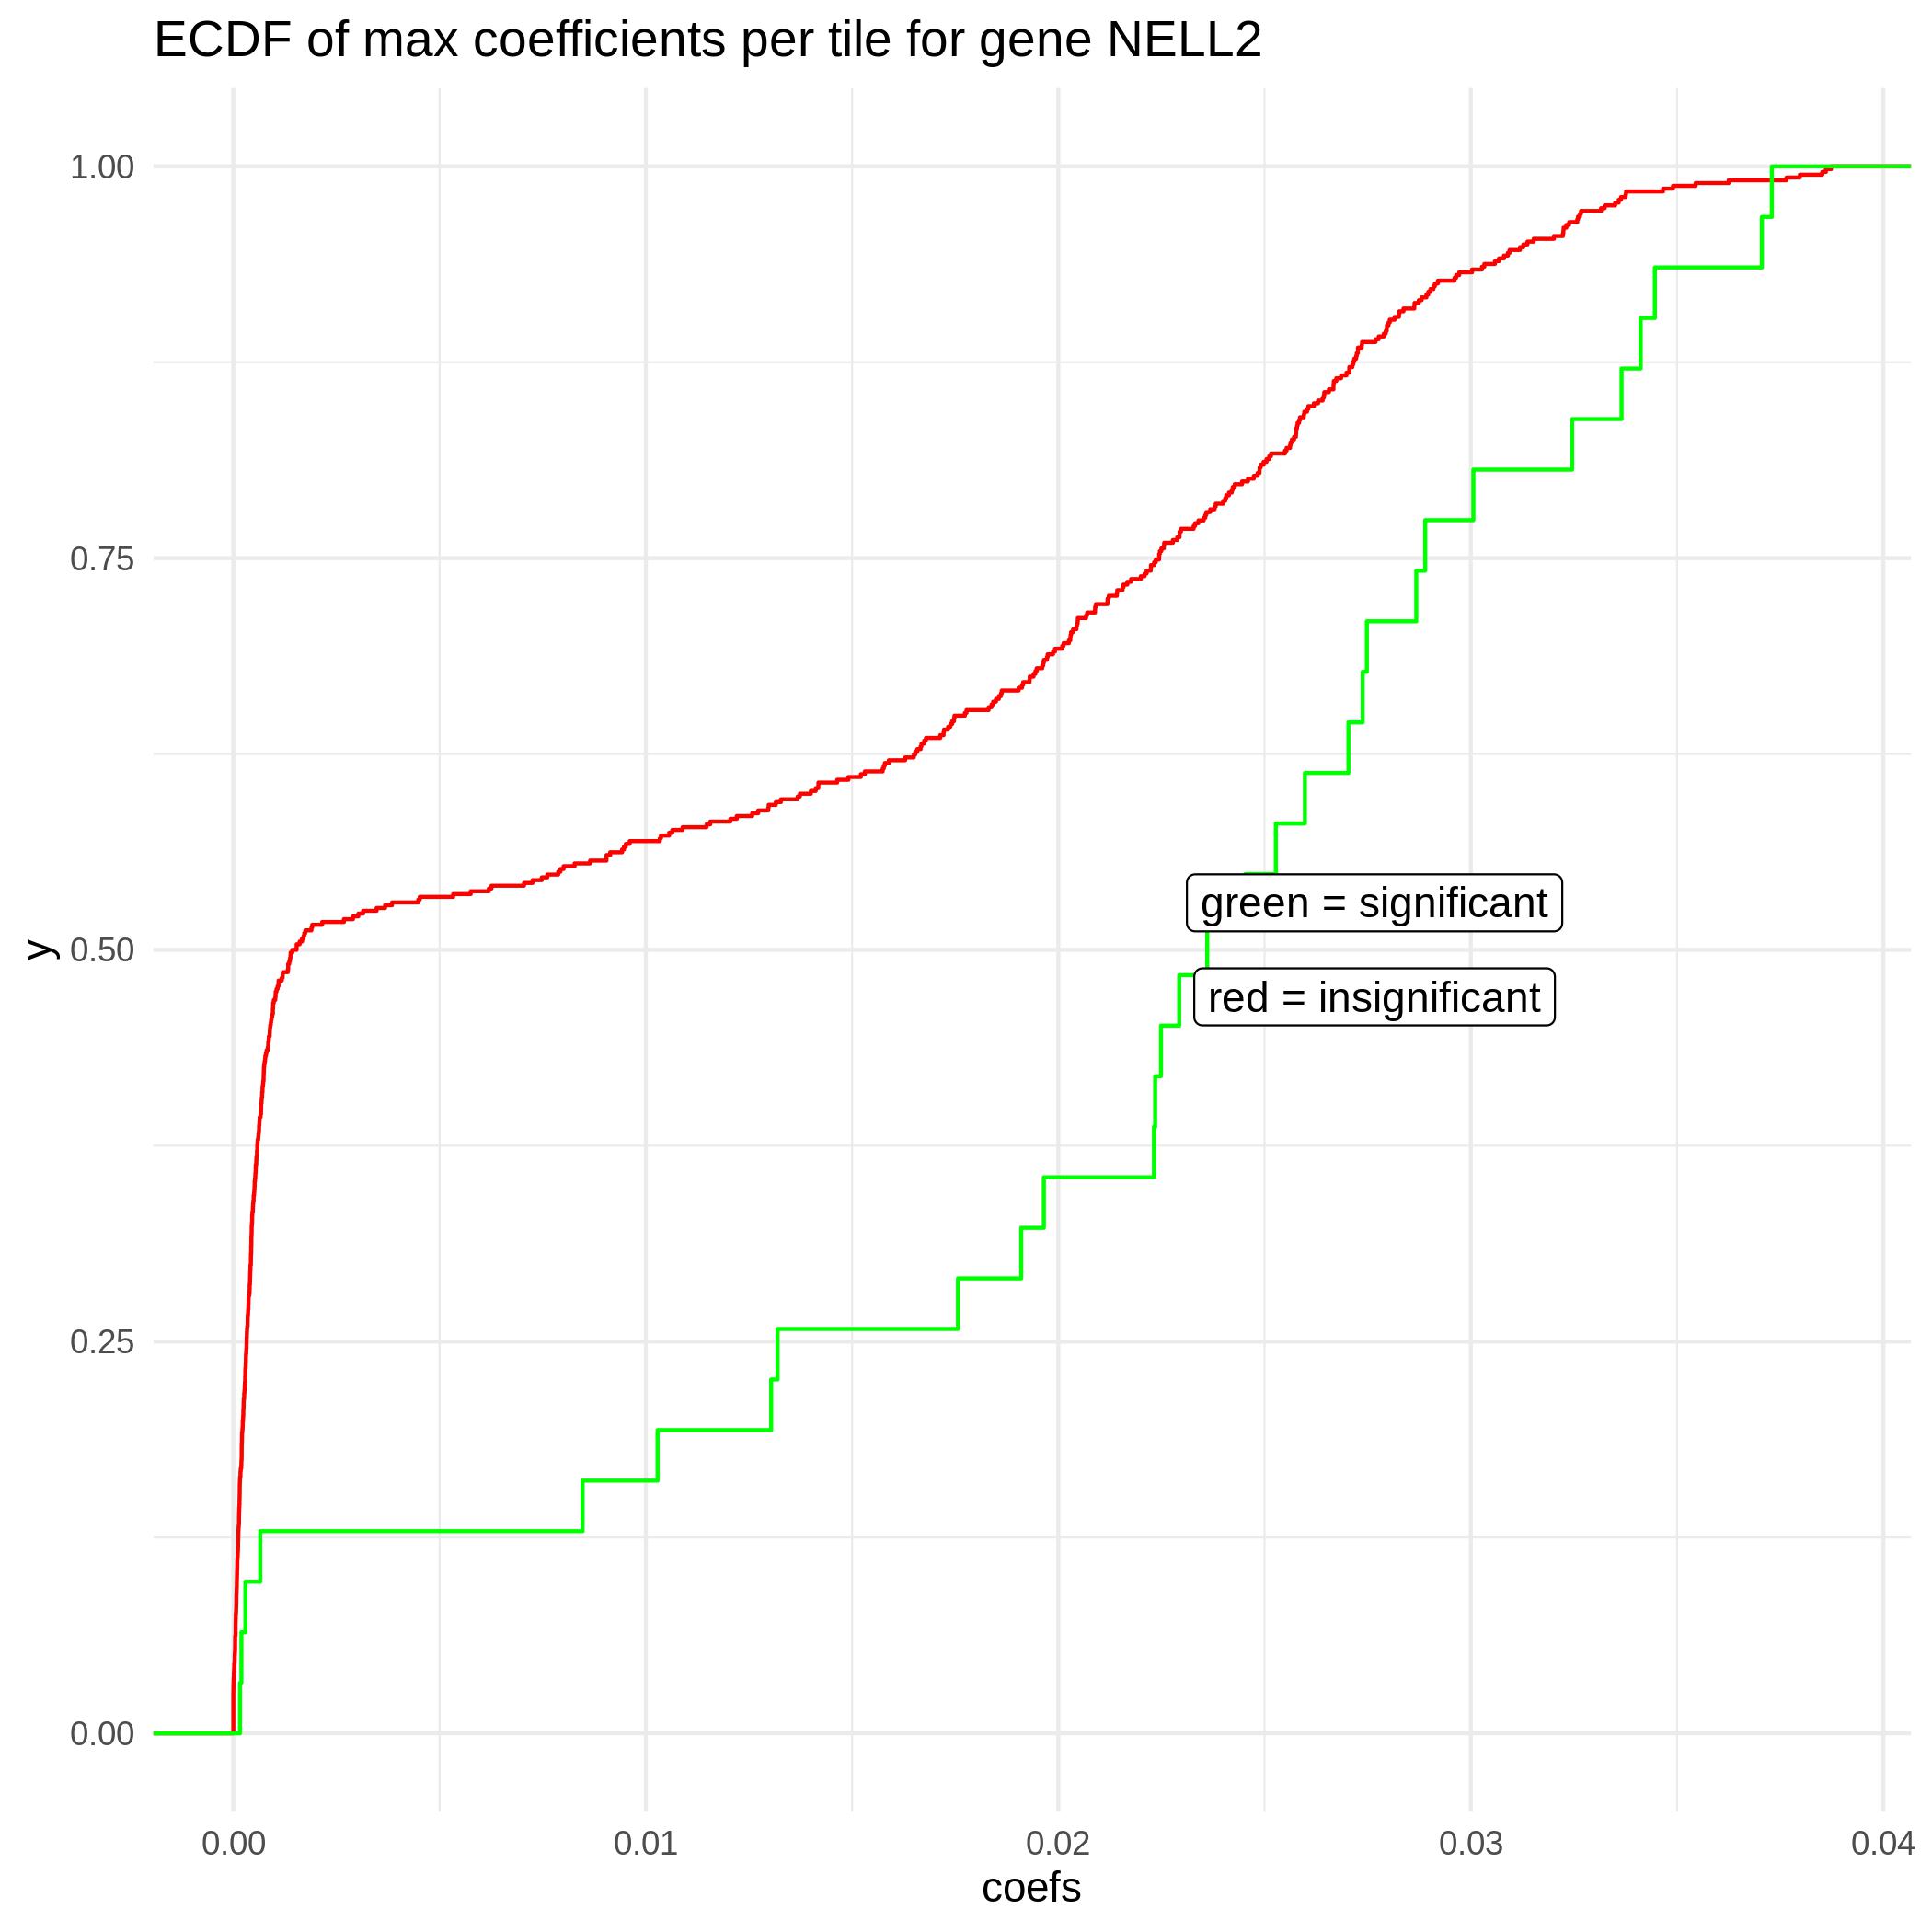 ECDF of max coefficients per tile for gene NELL2
1.00
0.75
0.50
0.25
0.00
y
green = significant
red = insignificant
0.00 0.01 0.02 0.03 0.04
coefs